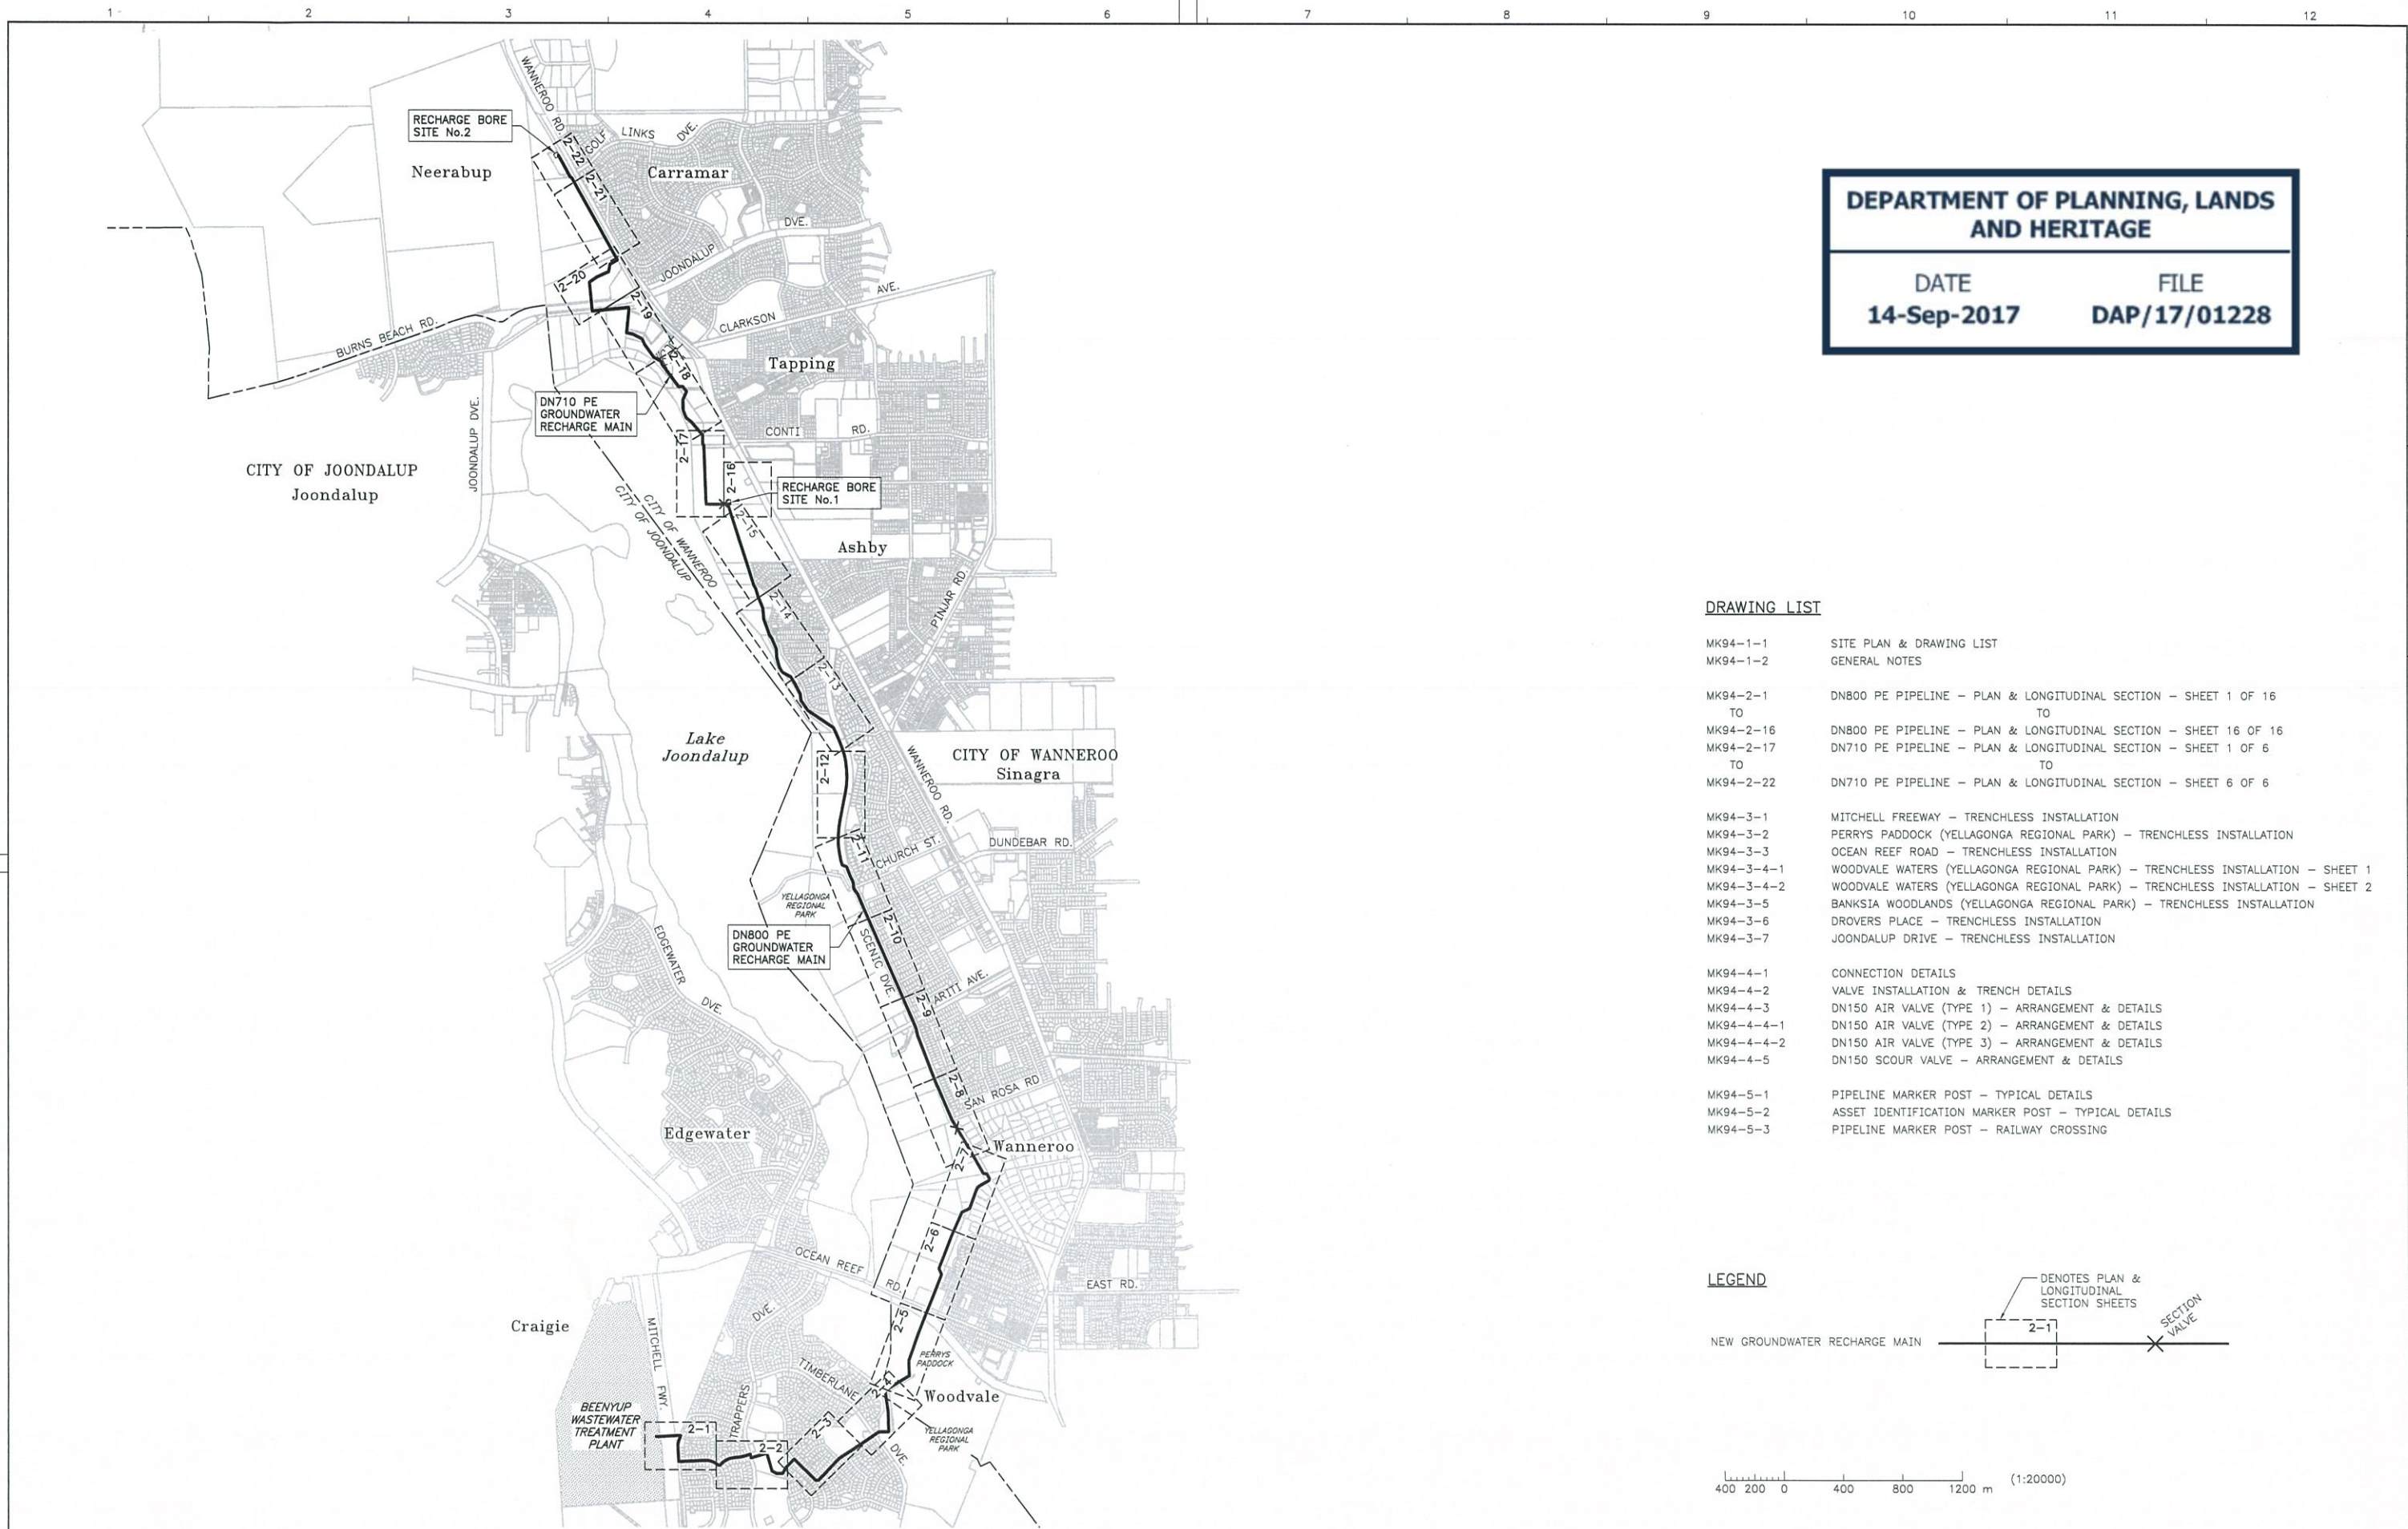 1 2 3 4 5 6 7 8 9 10 11 12
WANNEROO RD.
RECHARGE BORE
SITE No.2
GOLF LINKS DVE.
2-22
2-21
Neerabup
Carramar
DEPARTMENT OF PLANNING, LANDS
AND HERITAGE
DATE FILE
14-Sep-2017 DAP/17/01228
JOONDALUP DVE.
2-20
2-19
CLARKSON AVE.
BURNS BEACH RD.
2-18
Tapping
DN710 PE
GROUNDWATER
RECHARGE MAIN
JOONDALUP DVE.
CONTI RD.
2-17
CITY OF JOONDALUP
Joondalup
2-16
RECHARGE BORE
SITE No.1
CITY OF WANNEROO
CITY OF JOONDALUP
2-15
Ashby
PINJAR RD.
2-14
2-13
Lake
Joondalup
WANNEROO RD.
CITY OF WANNEROO
Sinagra
2-12
2-11
CHURCH ST.
DUNDEBAR RD.
YELLAGONGA
REGIONAL
PARK
2-10
SCENIC DVE.
DN800 PE
GROUNDWATER
RECHARGE MAIN
EDGEWATER DVE.
ARITI AVE.
2-9
2-8
SAN ROSA RD
Edgewater
Wanneroo
2-6
OCEAN REEF RD.
EAST RD.
2-5
Craigie
MITCHELL FWY.
DVE.
PERRYS
PADDOCK
TIMBERLANE
2-4
Woodvale
TRAPPERS
BEENYUP
WASTEWATER
TREATMENT
PLANT
2-1
2-2
2-3
DVE.
YELLAGONGA
REGIONAL
PARK
DRAWING LIST
MK94-1-1 SITE PLAN & DRAWING LIST
MK94-1-2 GENERAL NOTES
MK94-2-1 DN800 PE PIPELINE - PLAN & LONGITUDINAL SECTION - SHEET 1 OF 16
TO TO
MK94-2-16 DN800 PE PIPELINE - PLAN & LONGITUDINAL SECTION - SHEET 16 OF 16
MK94-2-17 DN710 PE PIPELINE - PLAN & LONGITUDINAL SECTION - SHEET 1 OF 6
TO TO
MK94-2-22 DN710 PE PIPELINE - PLAN & LONGITUDINAL SECTION - SHEET 6 OF 6
MK94-3-1 MITCHELL FREEWAY - TRENCHLESS INSTALLATION
MK94-3-2 PERRYS PADDOCK (YELLAGONGA REGIONAL PARK) - TRENCHLESS INSTALLATION
MK94-3-3 OCEAN REEF ROAD - TRENCHLESS INSTALLATION
MK94-3-4-1 WOODVALE WATERS (YELLAGONGA REGIONAL PARK) - TRENCHLESS INSTALLATION - SHEET 1
MK94-3-4-2 WOODVALE WATERS (YELLAGONGA REGIONAL PARK) - TRENCHLESS INSTALLATION - SHEET 2
MK94-3-5 BANKSIA WOODLANDS (YELLAGONGA REGIONAL PARK) - TRENCHLESS INSTALLATION
MK94-3-6 DROVERS PLACE - TRENCHLESS INSTALLATION
MK94-3-7 JOONDALUP DRIVE - TRENCHLESS INSTALLATION
MK94-4-1 CONNECTION DETAILS
MK94-4-2 VALVE INSTALLATION & TRENCH DETAILS
MK94-4-3 DN150 AIR VALVE (TYPE 1) - ARRANGEMENT & DETAILS
MK94-4-4-1 DN150 AIR VALVE (TYPE 2) - ARRANGEMENT & DETAILS
MK94-4-4-2 DN150 AIR VALVE (TYPE 3) - ARRANGEMENT & DETAILS
MK94-4-5 DN150 SCOUR VALVE - ARRANGEMENT & DETAILS
MK94-5-1 PIPELINE MARKER POST - TYPICAL DETAILS
MK94-5-2 ASSET IDENTIFICATION MARKER POST - TYPICAL DETAILS
MK94-5-3 PIPELINE MARKER POST - RAILWAY CROSSING
LEGEND
DENOTES PLAN &
LONGITUDINAL
SECTION SHEETS
2-1
SECTION
VALVE
NEW GROUNDWATER RECHARGE MAIN
400 200 0 400 800 1200 m (1:20000)